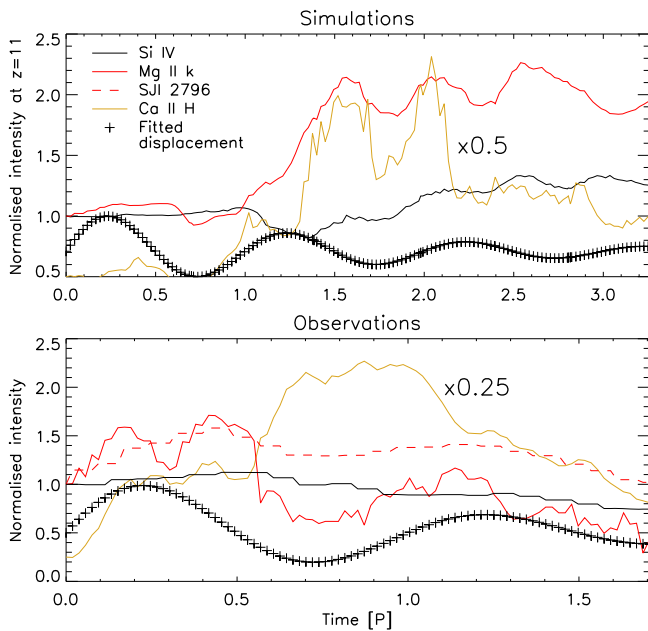 Simulations
Normalised intensity at z=11
2.5
2.0
1.5
1.0
0.5
Si IV
Mg II k
SJI 2796
Ca II H
Fitted
displacement
x0.5
0.0 0.5 1.0 1.5 2.0 2.5 3.0
Observations
Normalised intensity
2.5
2.0
1.5
1.0
0.5
0.0
x0.25
0.0 0.5 1.0 1.5
Time [P]